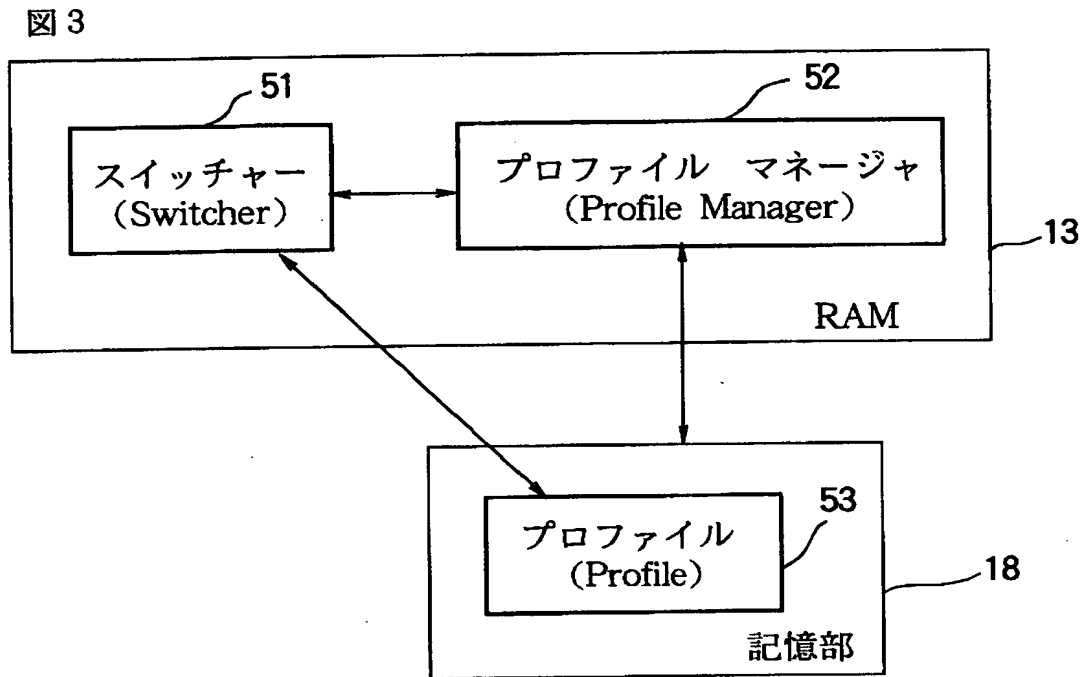 図3
51
52
スイッチャー
(Switcher)
プロファイル マネージャ
(Profile Manager)
13
RAM
53
プロファイル
(Profile)
18
記憶部